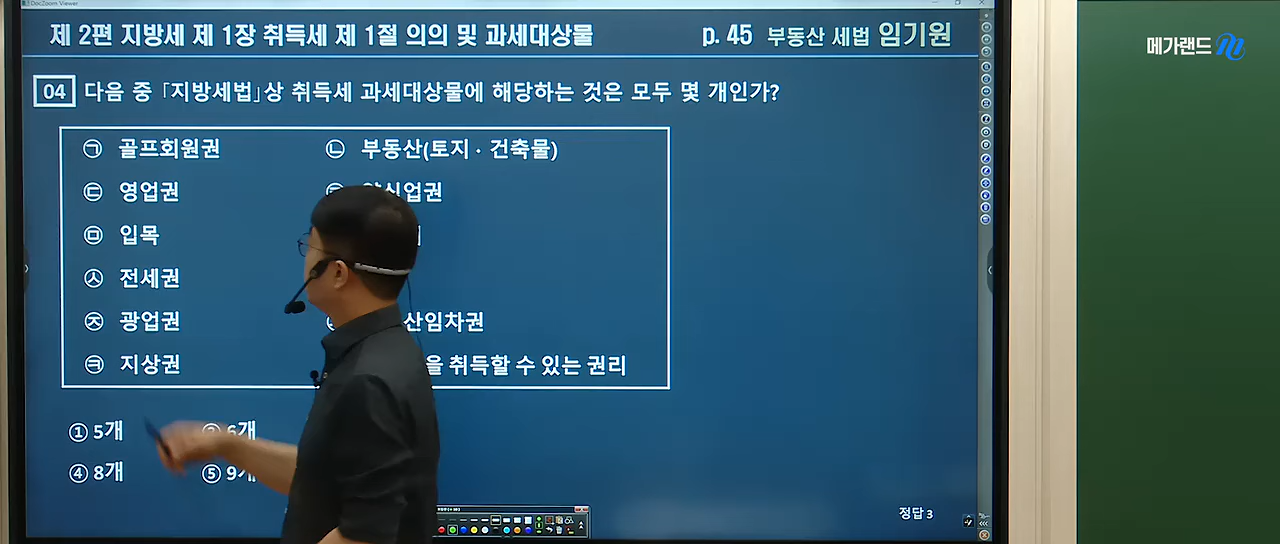 DocZoom Viewer
제 2편 지방세 제 1장 취득세 제 1절 의의 및 과세대상물 p. 45 부동산 세법 임기원
메가랜드
04 다음 중 「지방세법」상 취득세 과세대상물에 해당하는 것은 모두 몇 개인가?
㉠ 골프회원권 ㉡ 부동산(토지 · 건축물)
㉢ 영업권 업권
㉤ 입목
㉦ 전세권
㉨ 광업권 산임차권
㉪ 지상권 을 취득할 수 있는 권리
① 5개 ② 6개
④ 8개 ⑤ 9개
정답 3